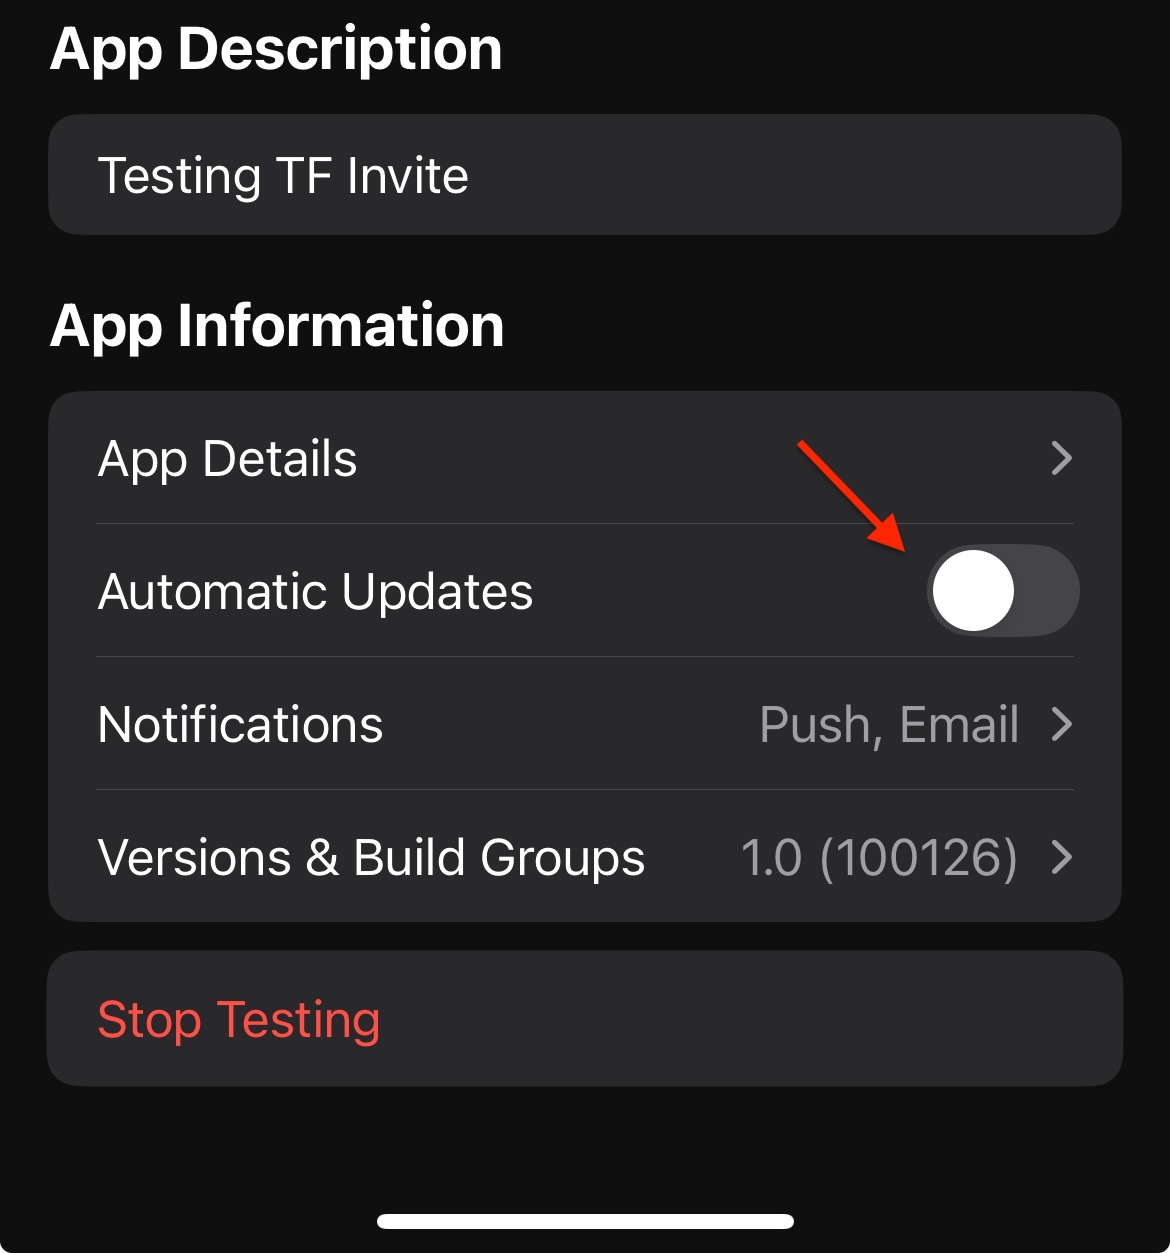 App Description
Testing TF Invite
App Information
App Details
Automatic Updates
Notifications Push, Email
Versions & Build Groups 1.0 (100126)
Stop Testing